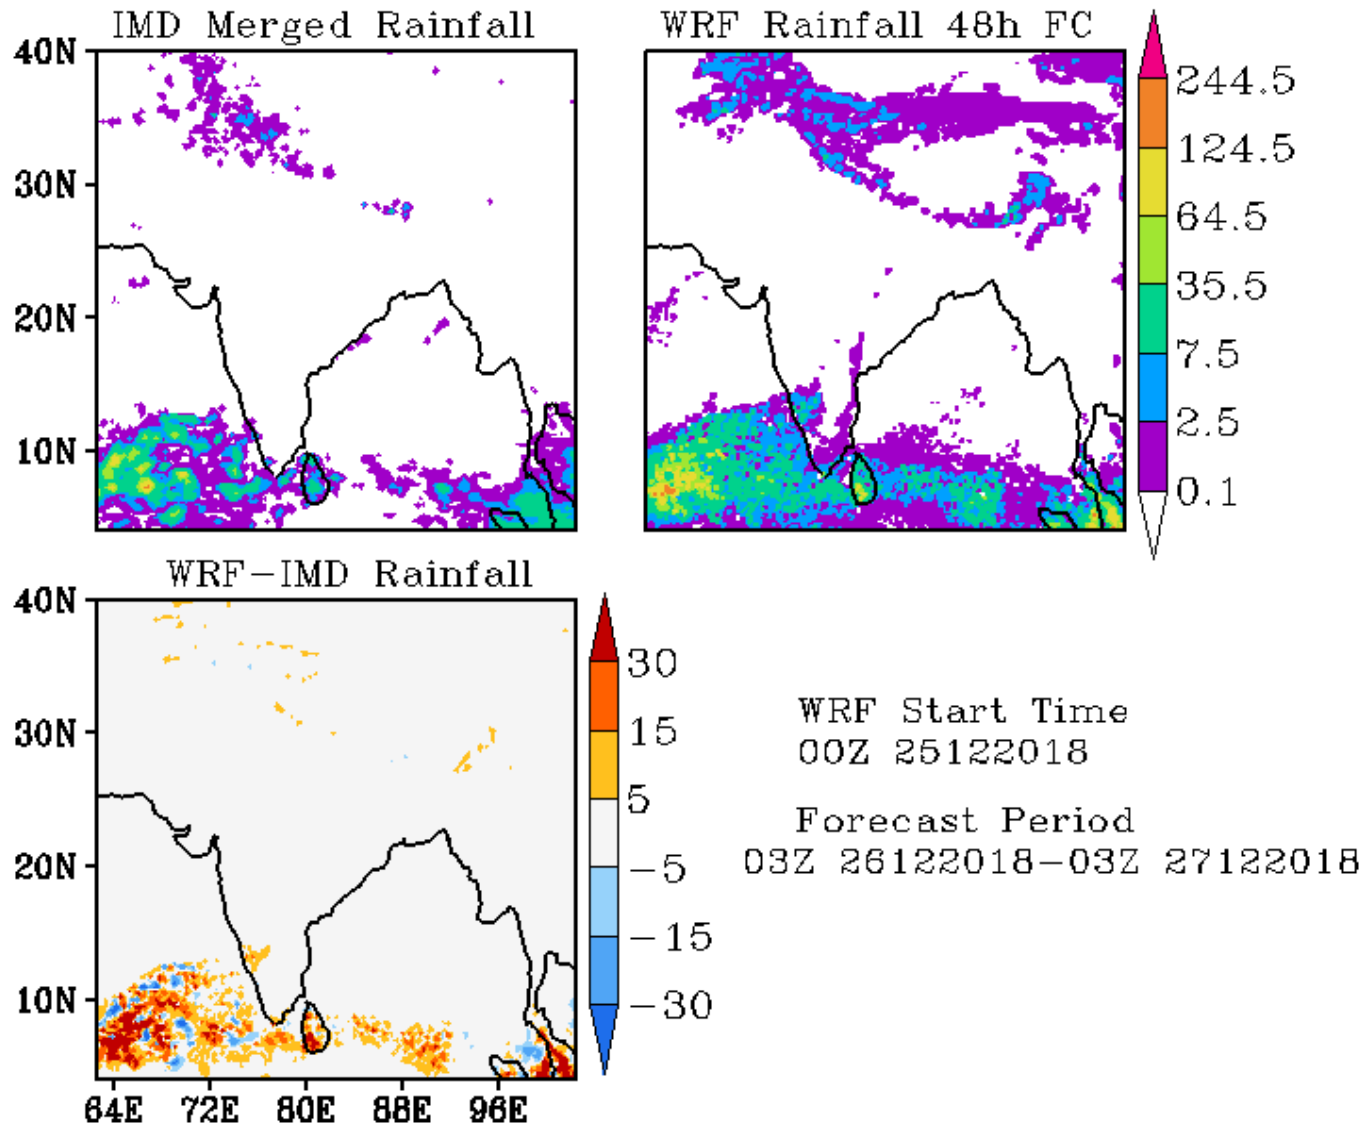 IMD Merged Rainfall
WRF Rainfall 48h FC
40N
30N
20N
10N
244.5
124.5
64.5
35.5
7.5
2.5
0.1
WRF-IMD Rainfall
40N
30N
20N
10N
64E 72E 80E 88E 96E
30
15
5
-5
-15
-30
WRF Start Time
00Z 25122018
Forecast Period
03Z 26122018-03Z 27122018